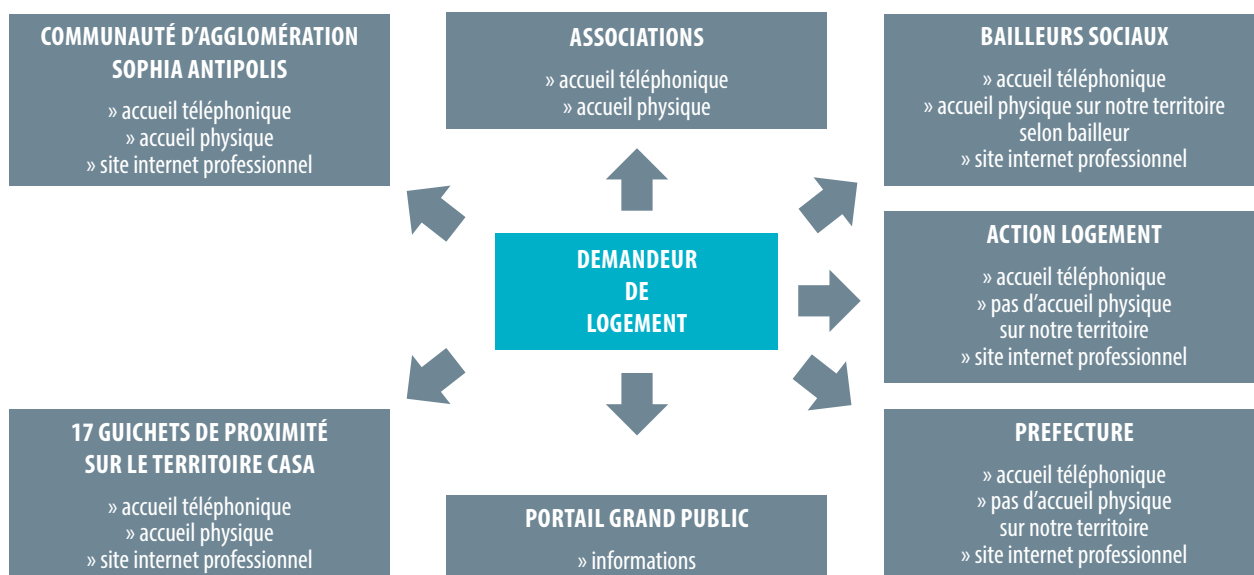 COMMUNAUTÉ D'AGGLOMÉRATION
SOPHIA ANTIPOLIS
» accueil téléphonique
» accueil physique
» site internet professionnel
ASSOCIATIONS
» accueil téléphonique
» accueil physique
BAILLEURS SOCIAUX
» accueil téléphonique
» accueil physique sur notre territoire
selon bailleur
» site internet professionnel
DEMANDEUR
DE
LOGEMENT
ACTION LOGEMENT
» accueil téléphonique
» pas d'accueil physique
sur notre territoire
» site internet professionnel
17 GUICHETS DE PROXIMITÉ
SUR LE TERRITOIRE CASA
» accueil téléphonique
» accueil physique
» site internet professionnel
PORTAIL GRAND PUBLIC
» informations
PREFECTURE
» accueil téléphonique
» pas d'accueil physique
sur notre territoire
» site internet professionnel